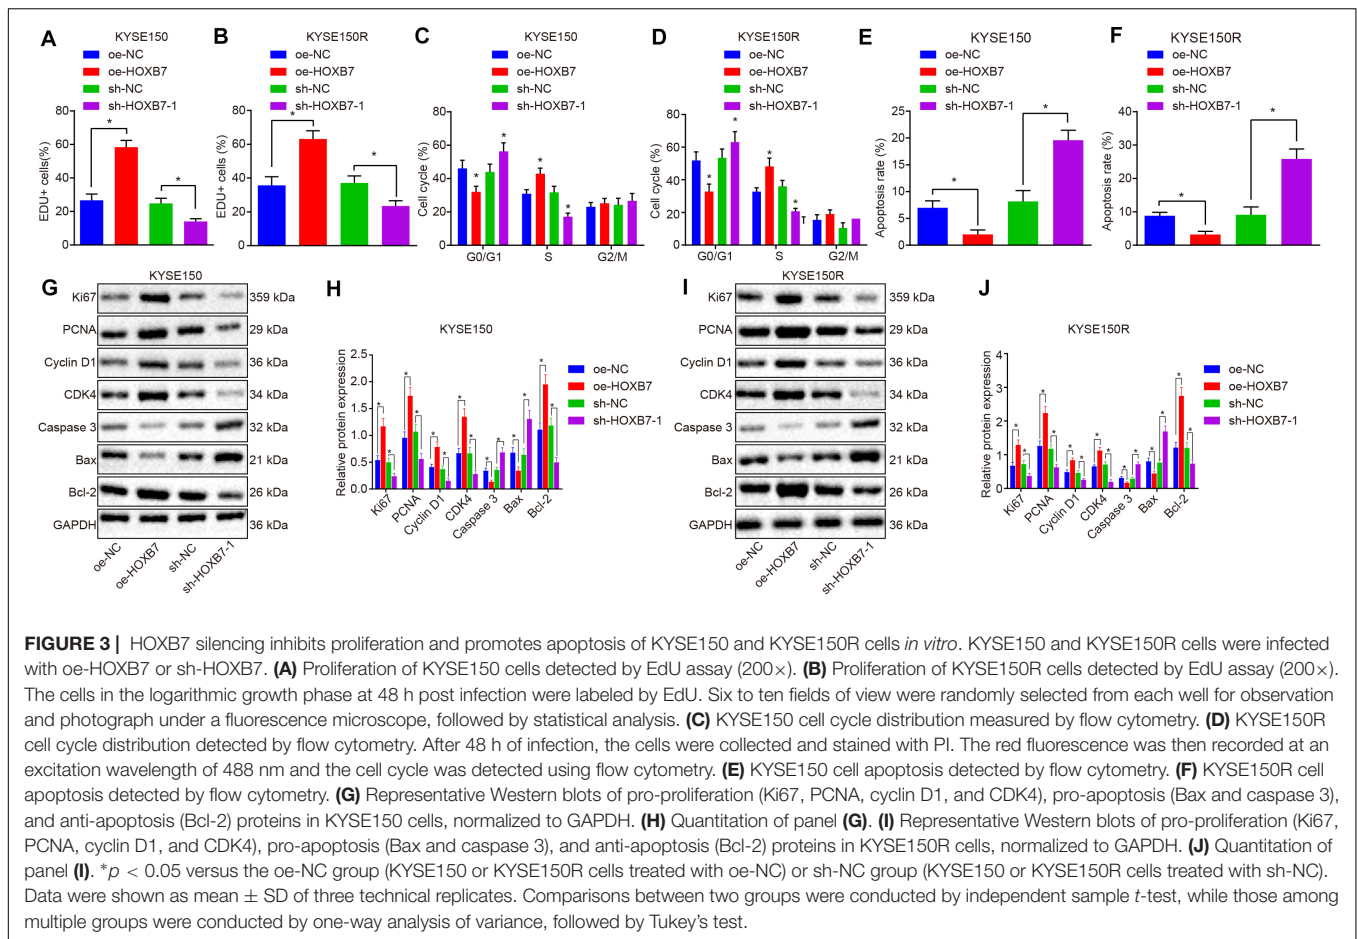 A
KYSE150
oe-NC
oe-HOXB7
sh-NC
sh-HOXB7-1
EDU+ cells(%)
80
60
40
20
0
*
*
B
KYSE150R
oe-NC
oe-HOXB7
sh-NC
sh-HOXB7-1
EDU+ cells (%)
80
60
40
20
0
*
*
C
KYSE150
oe-NC
oe-HOXB7
sh-NC
sh-HOXB7-1
Cell cycle (%)
80
60
40
20
0
*
*
*
*
G0/G1
S
G2/M
D
KYSE150R
oe-NC
oe-HOXB7
sh-NC
sh-HOXB7-1
Cell cycle (%)
80
60
40
20
0
*
*
*
*
G0/G1
S
G2/M
E
KYSE150
oe-NC
oe-HOXB7
sh-NC
sh-HOXB7-1
Apoptosis rate (%)
25
20
15
10
5
0
*
*
F
KYSE150R
oe-NC
oe-HOXB7
sh-NC
sh-HOXB7-1
Apoptosis rate (%)
40
30
20
10
0
*
*
G
KYSE150
Ki67 359 kDa
PCNA 29 kDa
Cyclin D1 36 kDa
CDK4 34 kDa
Caspase 3 32 kDa
Bax 21 kDa
Bcl-2 26 kDa
GAPDH 36 kDa
oe-NC
oe-HOXB7
sh-NC
sh-HOXB7-1
H
KYSE150
oe-NC
oe-HOXB7
sh-NC
sh-HOXB7-1
Relative protein expression
2.5
2.0
1.5
1.0
0.5
0.0
* * * * * * * * * * * * * *
Ki67
PCNA
Cyclin D1
CDK4
Caspase 3
Bax
Bcl-2
I
KYSE150R
Ki67 359 kDa
PCNA 29 kDa
Cyclin D1 36 kDa
CDK4 34 kDa
Caspase 3 32 kDa
Bax 21 kDa
Bcl-2 26 kDa
GAPDH 36 kDa
oe-NC
oe-HOXB7
sh-NC
sh-HOXB7-1
J
KYSE150R
oe-NC
oe-HOXB7
sh-NC
sh-HOXB7-1
Relative protein expression
4
3
2
1
0
* * * * * * * * * * * * * *
Ki67
PCNA
Cyclin D1
CDK4
Caspase 3
Bax
Bcl-2
FIGURE 3 | HOXB7 silencing inhibits proliferation and promotes apoptosis of KYSE150 and KYSE150R cells in vitro. KYSE150 and KYSE150R cells were infected
with oe-HOXB7 or sh-HOXB7. (A) Proliferation of KYSE150 cells detected by EdU assay (200×). (B) Proliferation of KYSE150R cells detected by EdU assay (200×).
The cells in the logarithmic growth phase at 48 h post infection were labeled by EdU. Six to ten fields of view were randomly selected from each well for observation
and photograph under a fluorescence microscope, followed by statistical analysis. (C) KYSE150 cell cycle distribution measured by flow cytometry. (D) KYSE150R
cell cycle distribution detected by flow cytometry. After 48 h of infection, the cells were collected and stained with PI. The red fluorescence was then recorded at an
excitation wavelength of 488 nm and the cell cycle was detected using flow cytometry. (E) KYSE150 cell apoptosis detected by flow cytometry. (F) KYSE150R cell
apoptosis detected by flow cytometry. (G) Representative Western blots of pro-proliferation (Ki67, PCNA, cyclin D1, and CDK4), pro-apoptosis (Bax and caspase 3),
and anti-apoptosis (Bcl-2) proteins in KYSE150 cells, normalized to GAPDH. (H) Quantitation of panel (G). (I) Representative Western blots of pro-proliferation (Ki67,
PCNA, cyclin D1, and CDK4), pro-apoptosis (Bax and caspase 3), and anti-apoptosis (Bcl-2) proteins in KYSE150R cells, normalized to GAPDH. (J) Quantitation of
panel (I). *p < 0.05 versus the oe-NC group (KYSE150 or KYSE150R cells treated with oe-NC) or sh-NC group (KYSE150 or KYSE150R cells treated with sh-NC).
Data were shown as mean ± SD of three technical replicates. Comparisons between two groups were conducted by independent sample t-test, while those among
multiple groups were conducted by one-way analysis of variance, followed by Tukey's test.